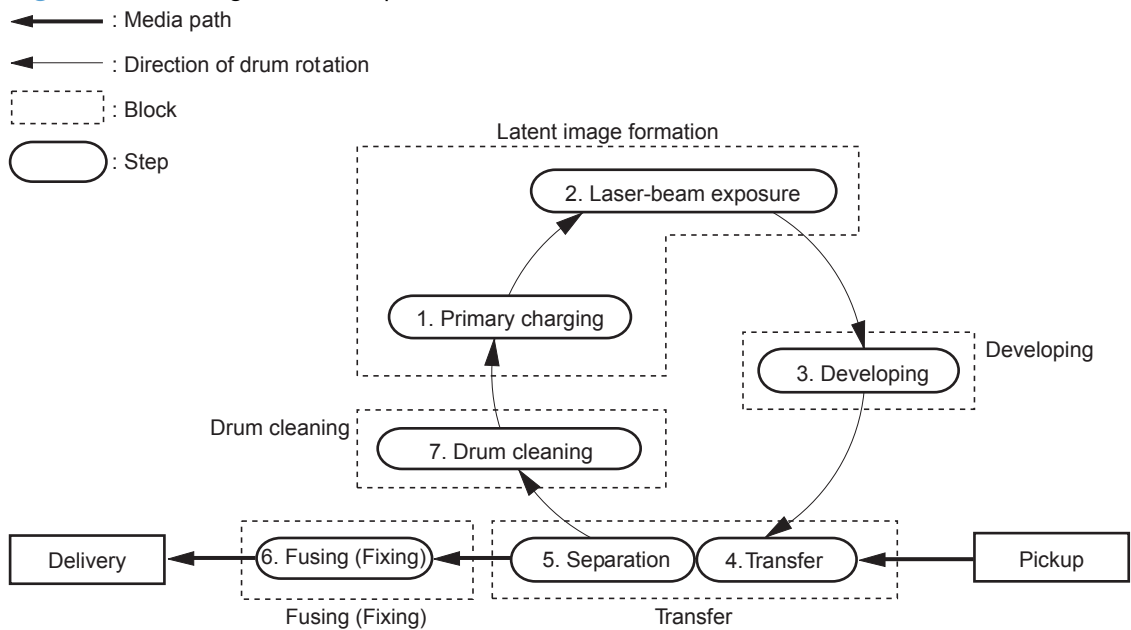 : Media path
: Direction of drum rotation
: Block
: Step
Latent image formation
2. Laser-beam exposure
1. Primary charging
3. Developing
Developing
Drum cleaning
7. Drum cleaning
Delivery
6. Fusing (Fixing)
5. Separation
4. Transfer
Pickup
Fusing (Fixing)
Transfer